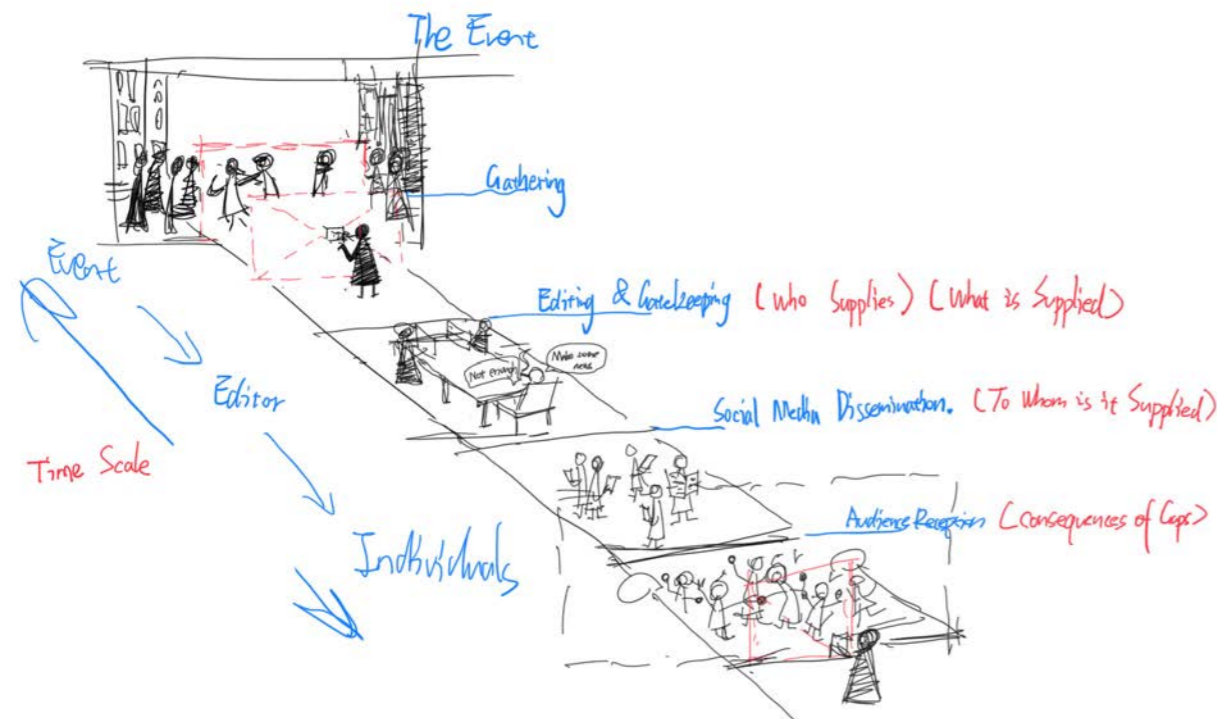 The Event
Gathering
Event
Editing & Gatekeeping (Who Supplies) (What is Supplied)
Make some news
Not enough
Editor
Social Media Dissemination. (To Whom is it Supplied)
Time Scale
Audience Reception (Consequences of Gaps)
Individuals